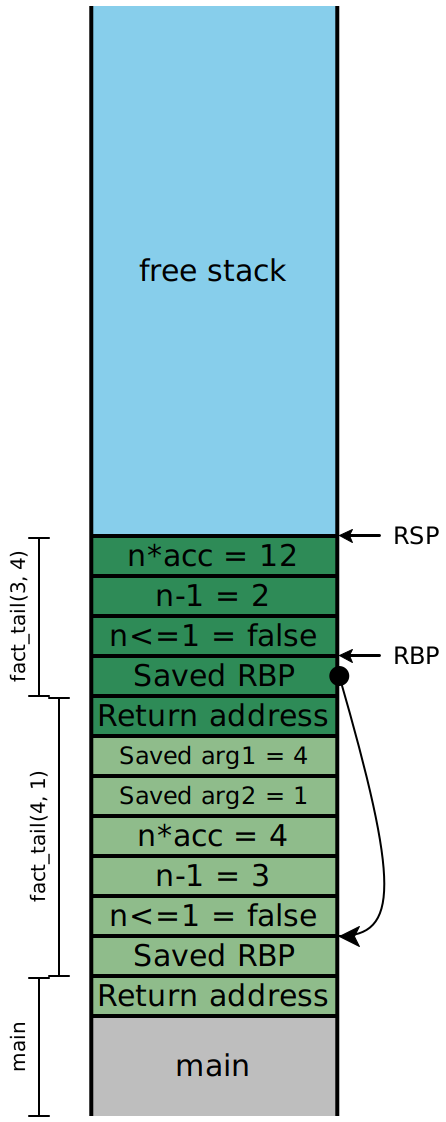 free stack
RSP
n*acc = 12
n-1 = 2
n<=1 = false
RBP
Saved RBP
Return address
fact_tail(3, 4)
Saved arg1 = 4
Saved arg2 = 1
n*acc = 4
n-1 = 3
n<=1 = false
Saved RBP
fact_tail(4, 1)
Return address
main
main